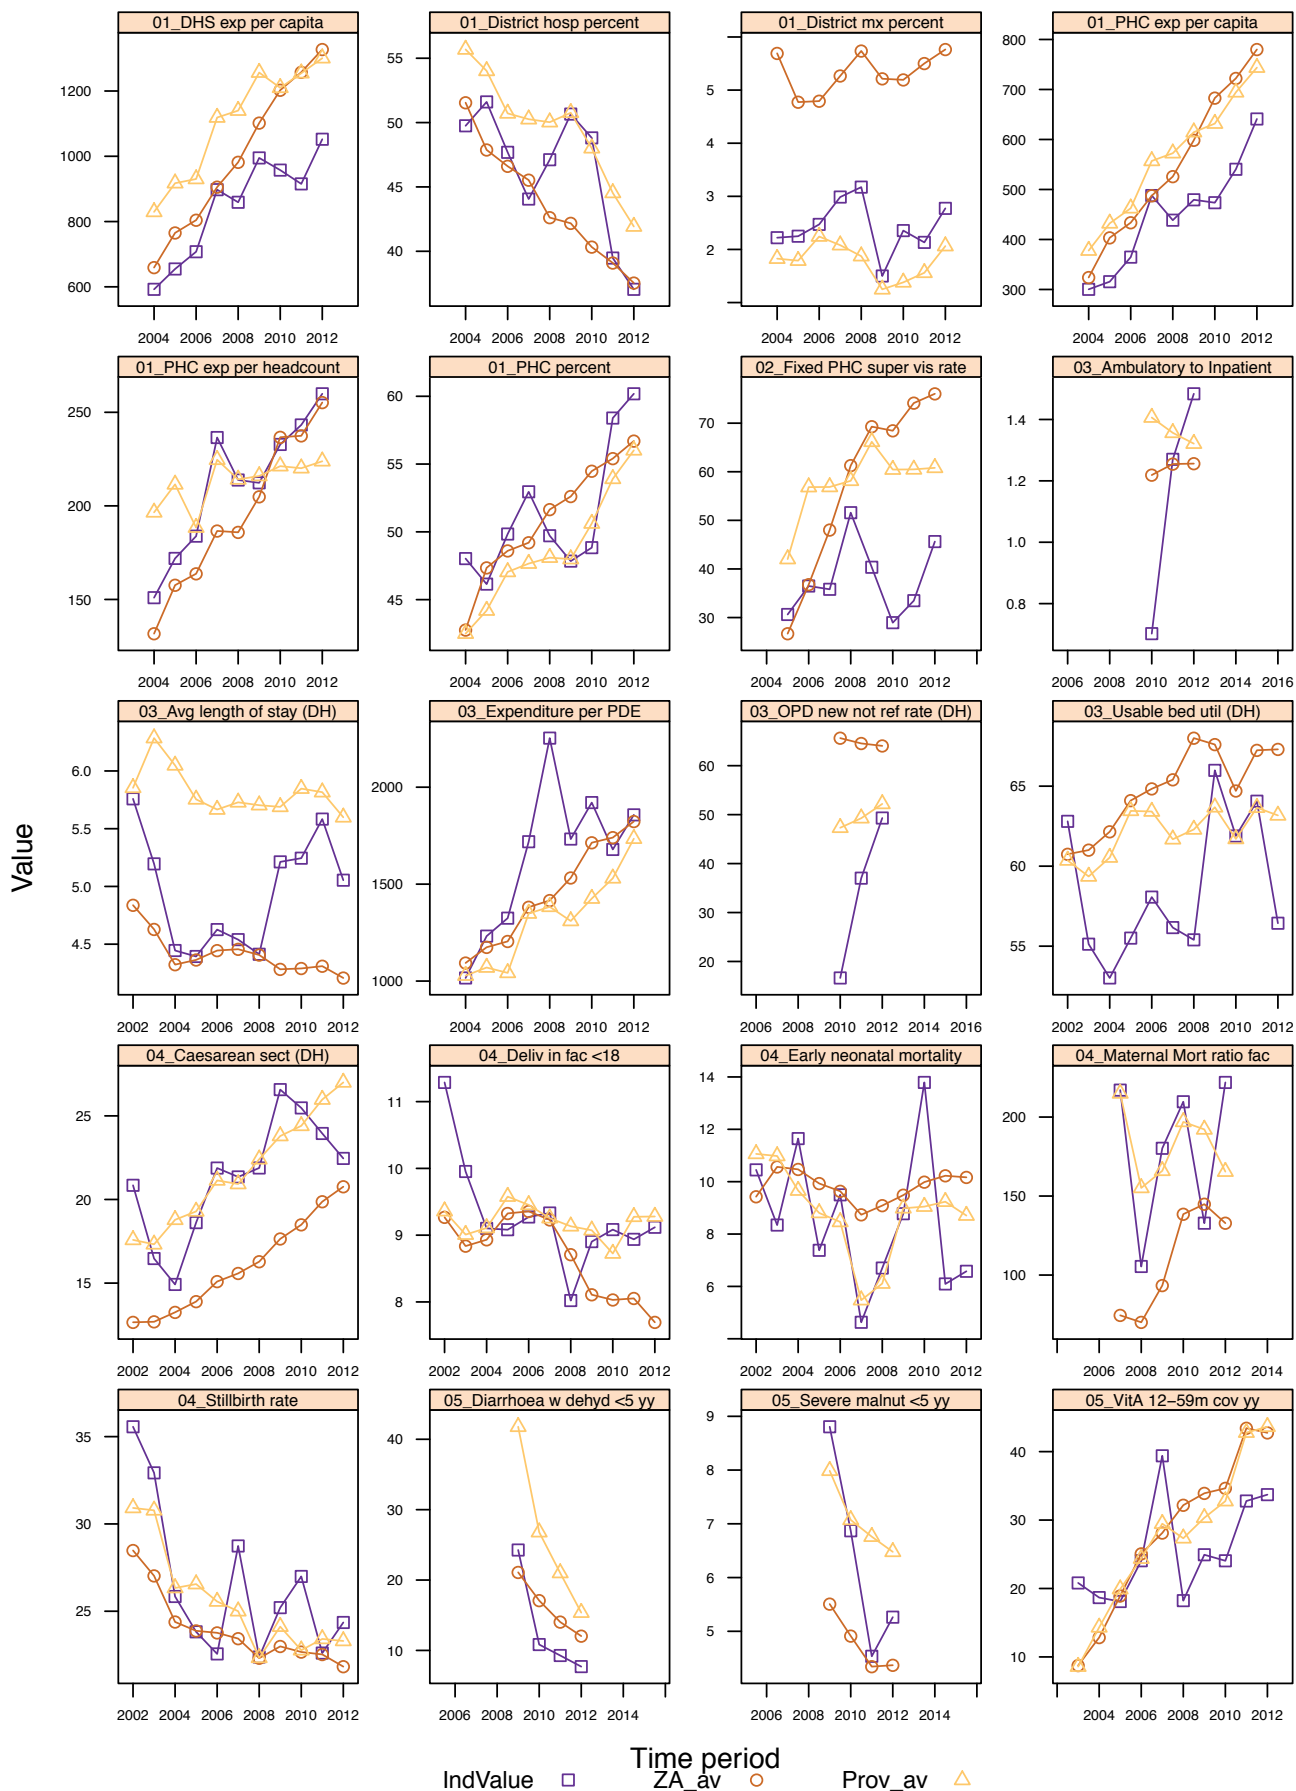 01_DHS exp per capita 01_District hosp percent 01_District mx percent 01_PHC exp per capita
1200 1000 800 600
55 50 45 40
5 4 3 2
800 700 600 500 400 300
2004 2006 2008 2010 2012 2004 2006 2008 2010 2012 2004 2006 2008 2010 2012 2004 2006 2008 2010 2012
01_PHC exp per headcount 01_PHC percent 02_Fixed PHC super vis rate 03_Ambulatory to Inpatient
250 200 150
60 55 50 45
70 60 50 40 30
1.4 1.2 1.0 0.8
2004 2006 2008 2010 2012 2004 2006 2008 2010 2012 2004 2006 2008 2010 2012 2006 2008 2010 2012 2014 2016
03_Avg length of stay (DH) 03_Expenditure per PDE 03_OPD new not ref rate (DH) 03_Usable bed util (DH)
6.0 5.5 5.0 4.5
2000 1500 1000
60 50 40 30 20
65 60 55
2002 2004 2006 2008 2010 2012 2004 2006 2008 2010 2012 2006 2008 2010 2012 2014 2016 2002 2004 2006 2008 2010 2012
04_Caesarean sect (DH) 04_Deliv in fac <18 04_Early neonatal mortality 04_Maternal Mort ratio fac
25 20 15
11 10 9 8
14 12 10 8 6
200 150 100
2002 2004 2006 2008 2010 2012 2002 2004 2006 2008 2010 2012 2002 2004 2006 2008 2010 2012 2006 2008 2010 2012 2014
04_Stillbirth rate 05_Diarrhoea w dehyd <5 yy 05_Severe malnut <5 yy 05_VitA 12−59m cov yy
35 30 25
40 30 20 10
9 8 7 6 5
40 30 20 10
2002 2004 2006 2008 2010 2012 2006 2008 2010 2012 2014 2006 2008 2010 2012 2014 2004 2006 2008 2010 2012
Value
Time period
IndValue ZA_av Prov_av